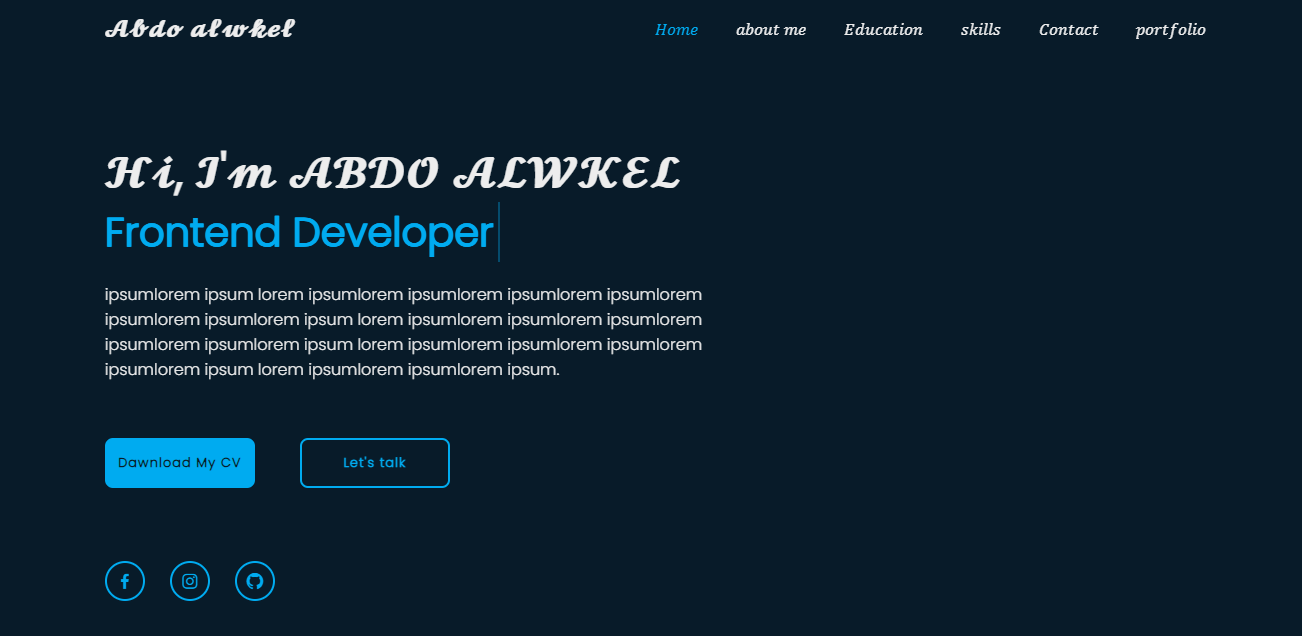 Abdo alwkel
Home about me Education skills Contact portfolio
Hi, I'm ABDO ALWKEL
Frontend Developer
ipsumlorem ipsum lorem ipsumlorem ipsumlorem ipsumlorem ipsumlorem
ipsumlorem ipsumlorem ipsum lorem ipsumlorem ipsumlorem ipsumlorem
ipsumlorem ipsumlorem ipsum lorem ipsumlorem ipsumlorem ipsumlorem
ipsumlorem ipsum lorem ipsumlorem ipsumlorem ipsum.
Dawnload My CV
Let's talk